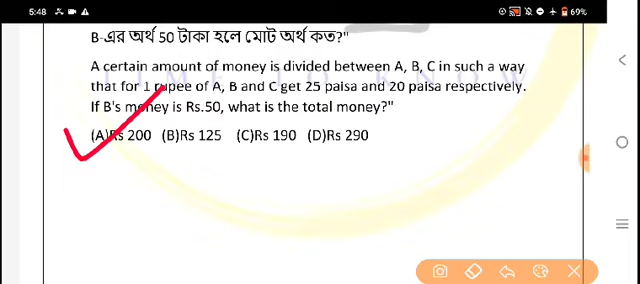 5:48
69%
B-এর অর্থ 50 টাকা হলে মোট অর্থ কত?"
A certain amount of money is divided between A, B, C in such a way
that for 1 rupee of A, B and C get 25 paisa and 20 paisa respectively.
If B's money is Rs.50, what is the total money?"
(A)Rs 200 (B)Rs 125 (C)Rs 190 (D)Rs 290